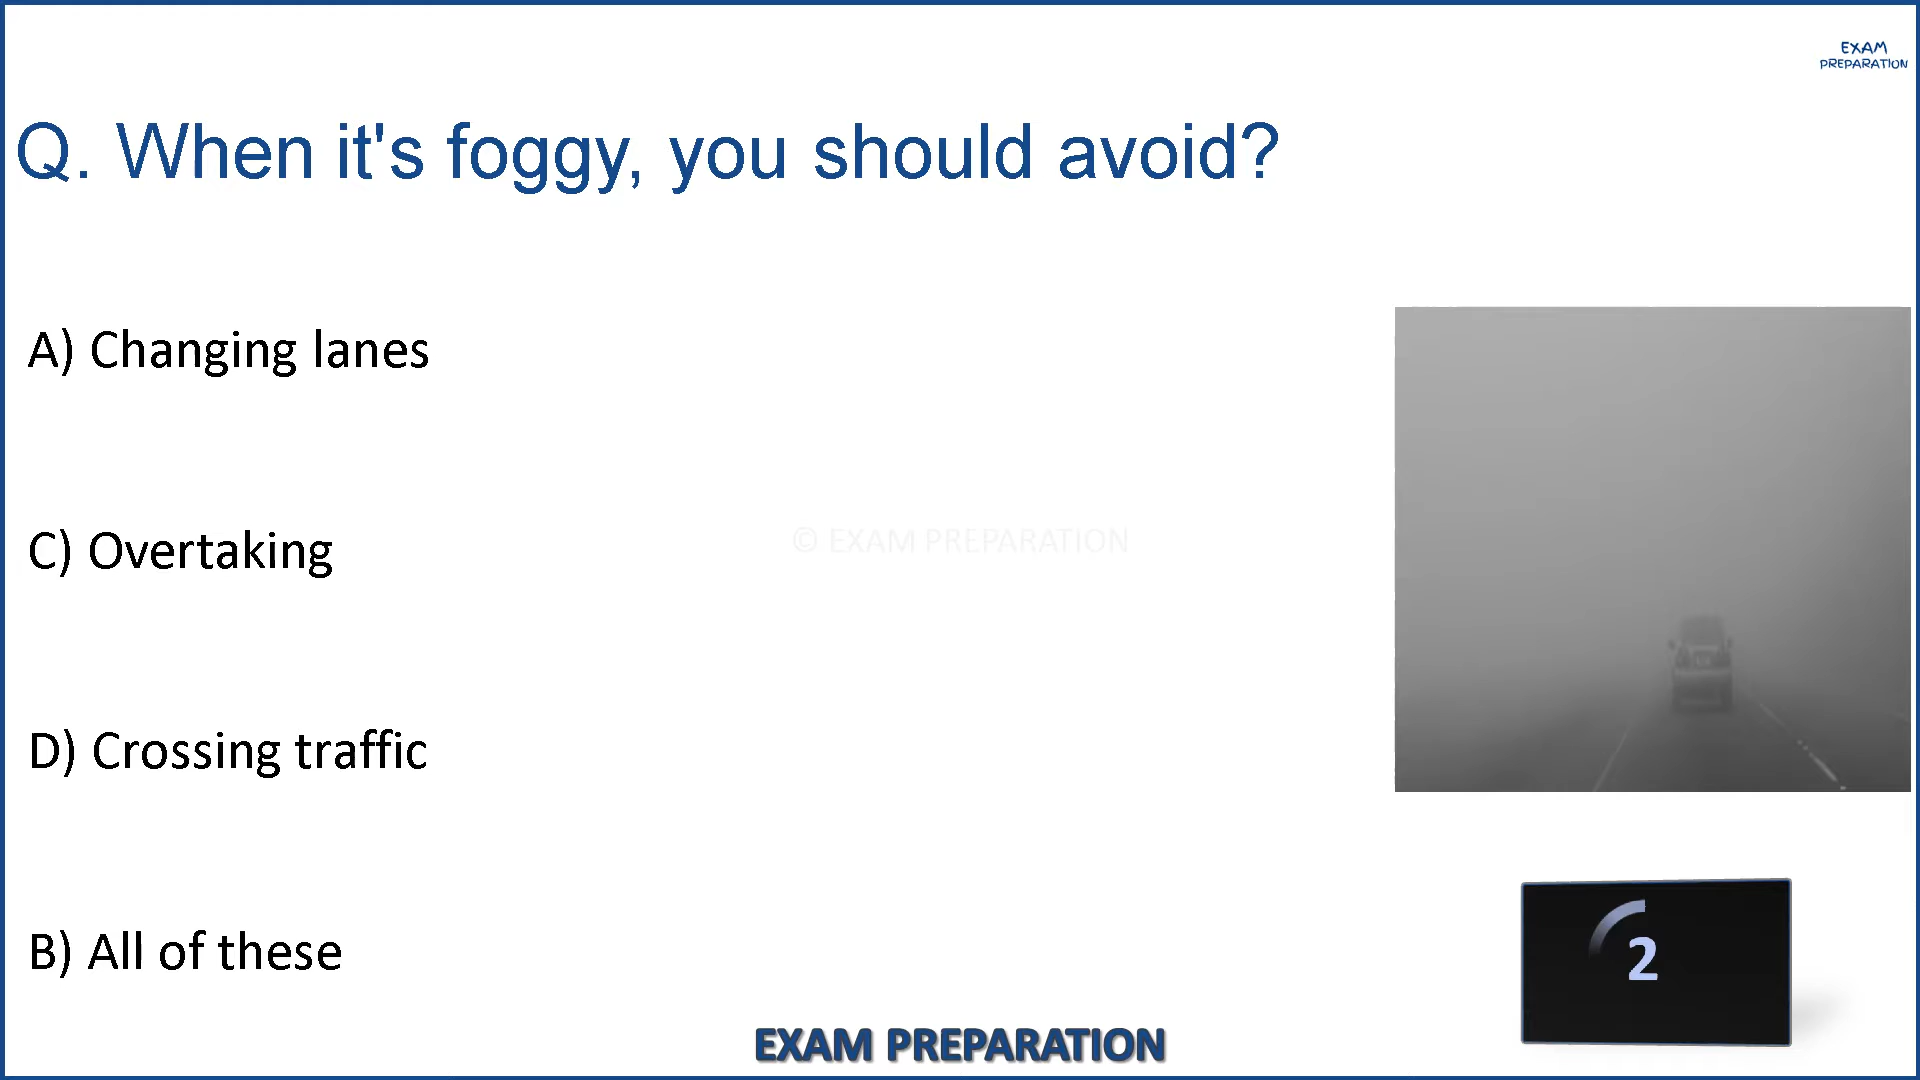 EXAM
PREPARATION
Q. When it's foggy, you should avoid?
A) Changing lanes
C) Overtaking
© EXAM PREPARATION
D) Crossing traffic
B) All of these
2
EXAM PREPARATION